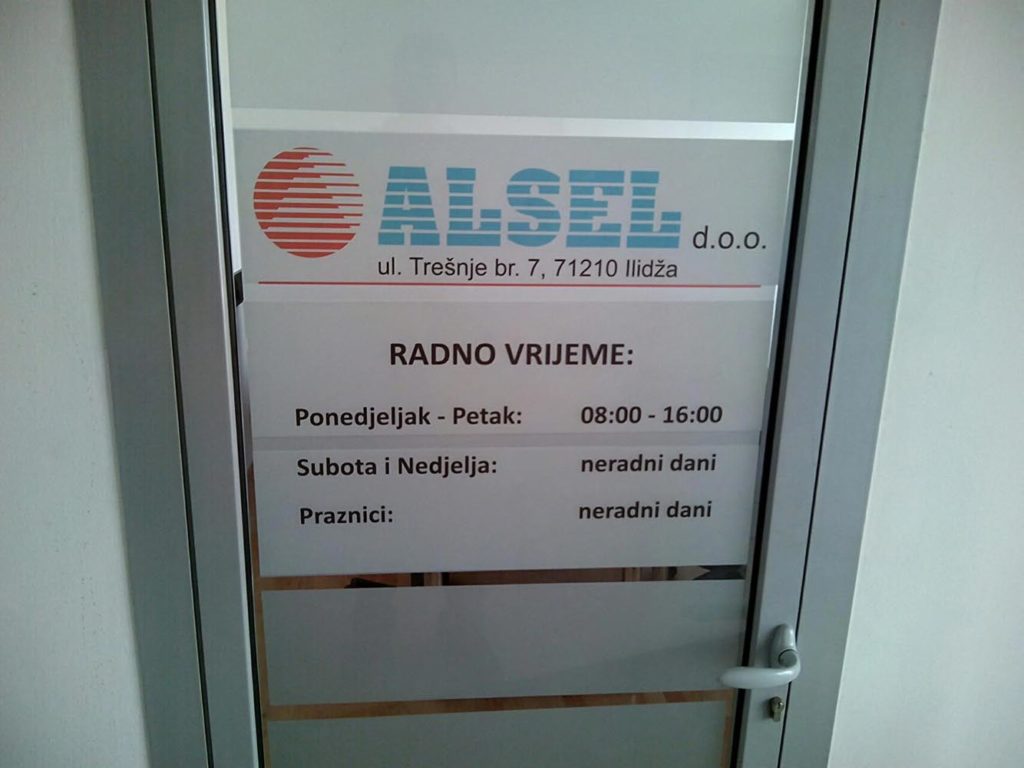 ALSEL d.o.o.
ul. Trešnje br. 7, 71210 Ilidža
RADNO VRIJEME:
Ponedjeljak - Petak: 08:00 - 16:00
Subota i Nedjelja: neradni dani
Praznici: neradni dani